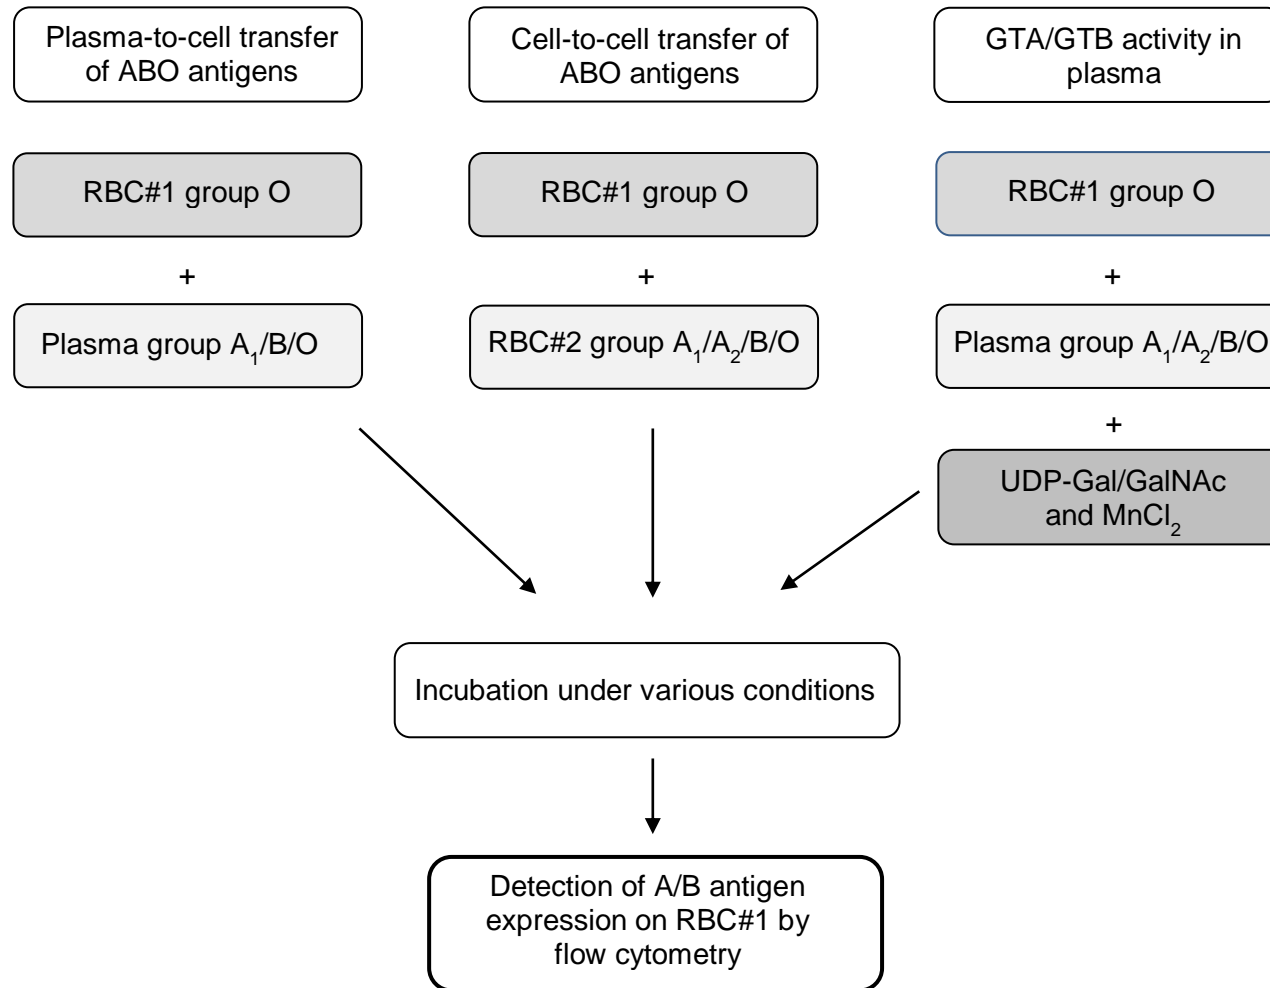 Plasma-to-cell transfer
of ABO antigens
Cell-to-cell transfer of
ABO antigens
GTA/GTB activity in
plasma
RBC#1 group O
RBC#1 group O
RBC#1 group O
+
+
+
Plasma group A₁/B/O
RBC#2 group A₁/A₂/B/O
Plasma group A₁/A₂/B/O
+
UDP-Gal/GalNAc
and MnCl₂
Incubation under various conditions
Detection of A/B antigen
expression on RBC#1 by
flow cytometry